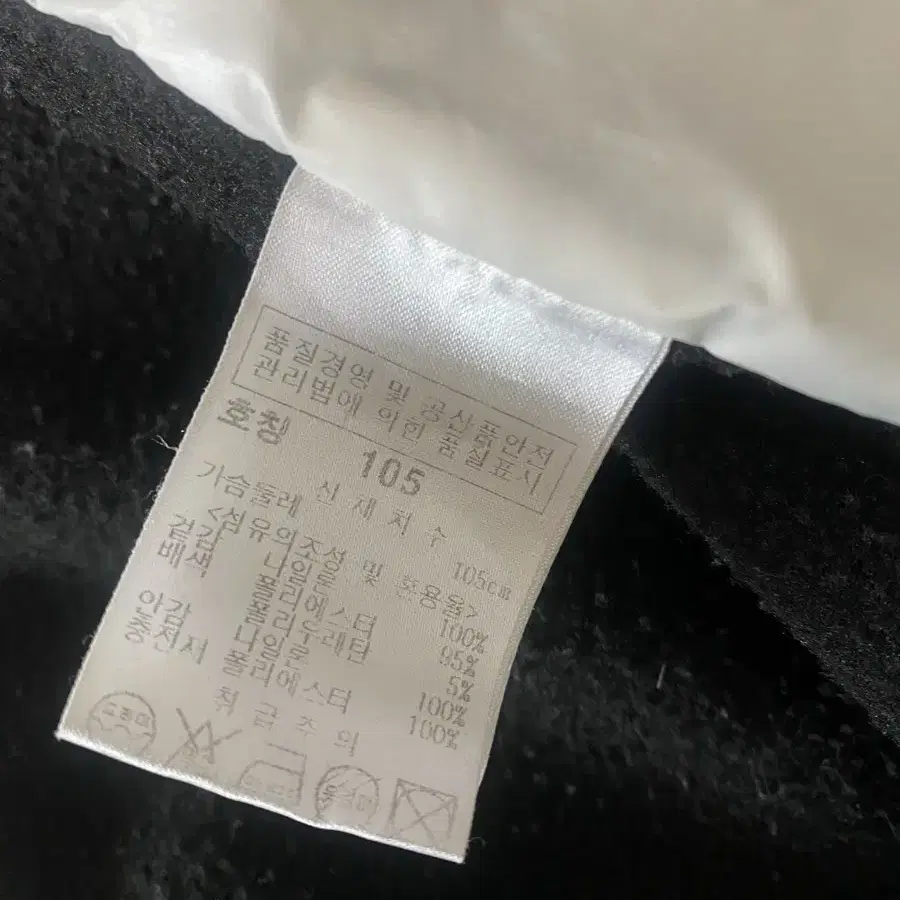 품질경영 및 공산품안전
관리법에 의한 품질표시
호칭 105
가슴둘레 신체치수 105cm
<섬유의 조성 및 혼용율>
겉감 나일론 100%
배색 폴리에스터 95%
폴리우레탄 5%
안감 나일론 100%
충전재 폴리에스터 100%
취급주의
드라이